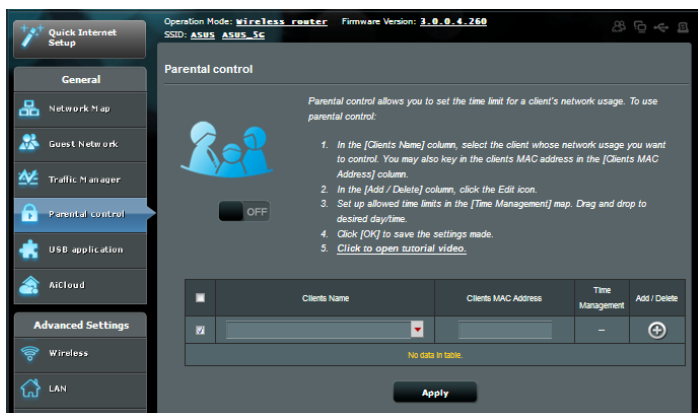 Quick Internet
Setup
Operation Mode: Wireless router Firmware Version: 3.0.0.4.260
SSID: ASUS ASUS_5G
General
Network Map
Guest Network
Traffic Manager
Parental control
USB application
AiCloud
Advanced Settings
Wireless
LAN
Parental control
Parental control allows you to set the time limit for a client's network usage. To use
parental control:
1. In the [Clients Name] column, select the client whose network usage you want
to control. You may also key in the clients MAC address in the [Clients MAC
Address] column.
2. In the [Add / Delete] column, click the Edit icon.
3. Set up allowed time limits in the [Time Management] map. Drag and drop to
desired day/time.
4. Click [OK] to save the settings made.
5. Click to open tutorial video.
OFF
Clients Name Clients MAC Address Time Management Add / Delete
–
No data in table.
Apply